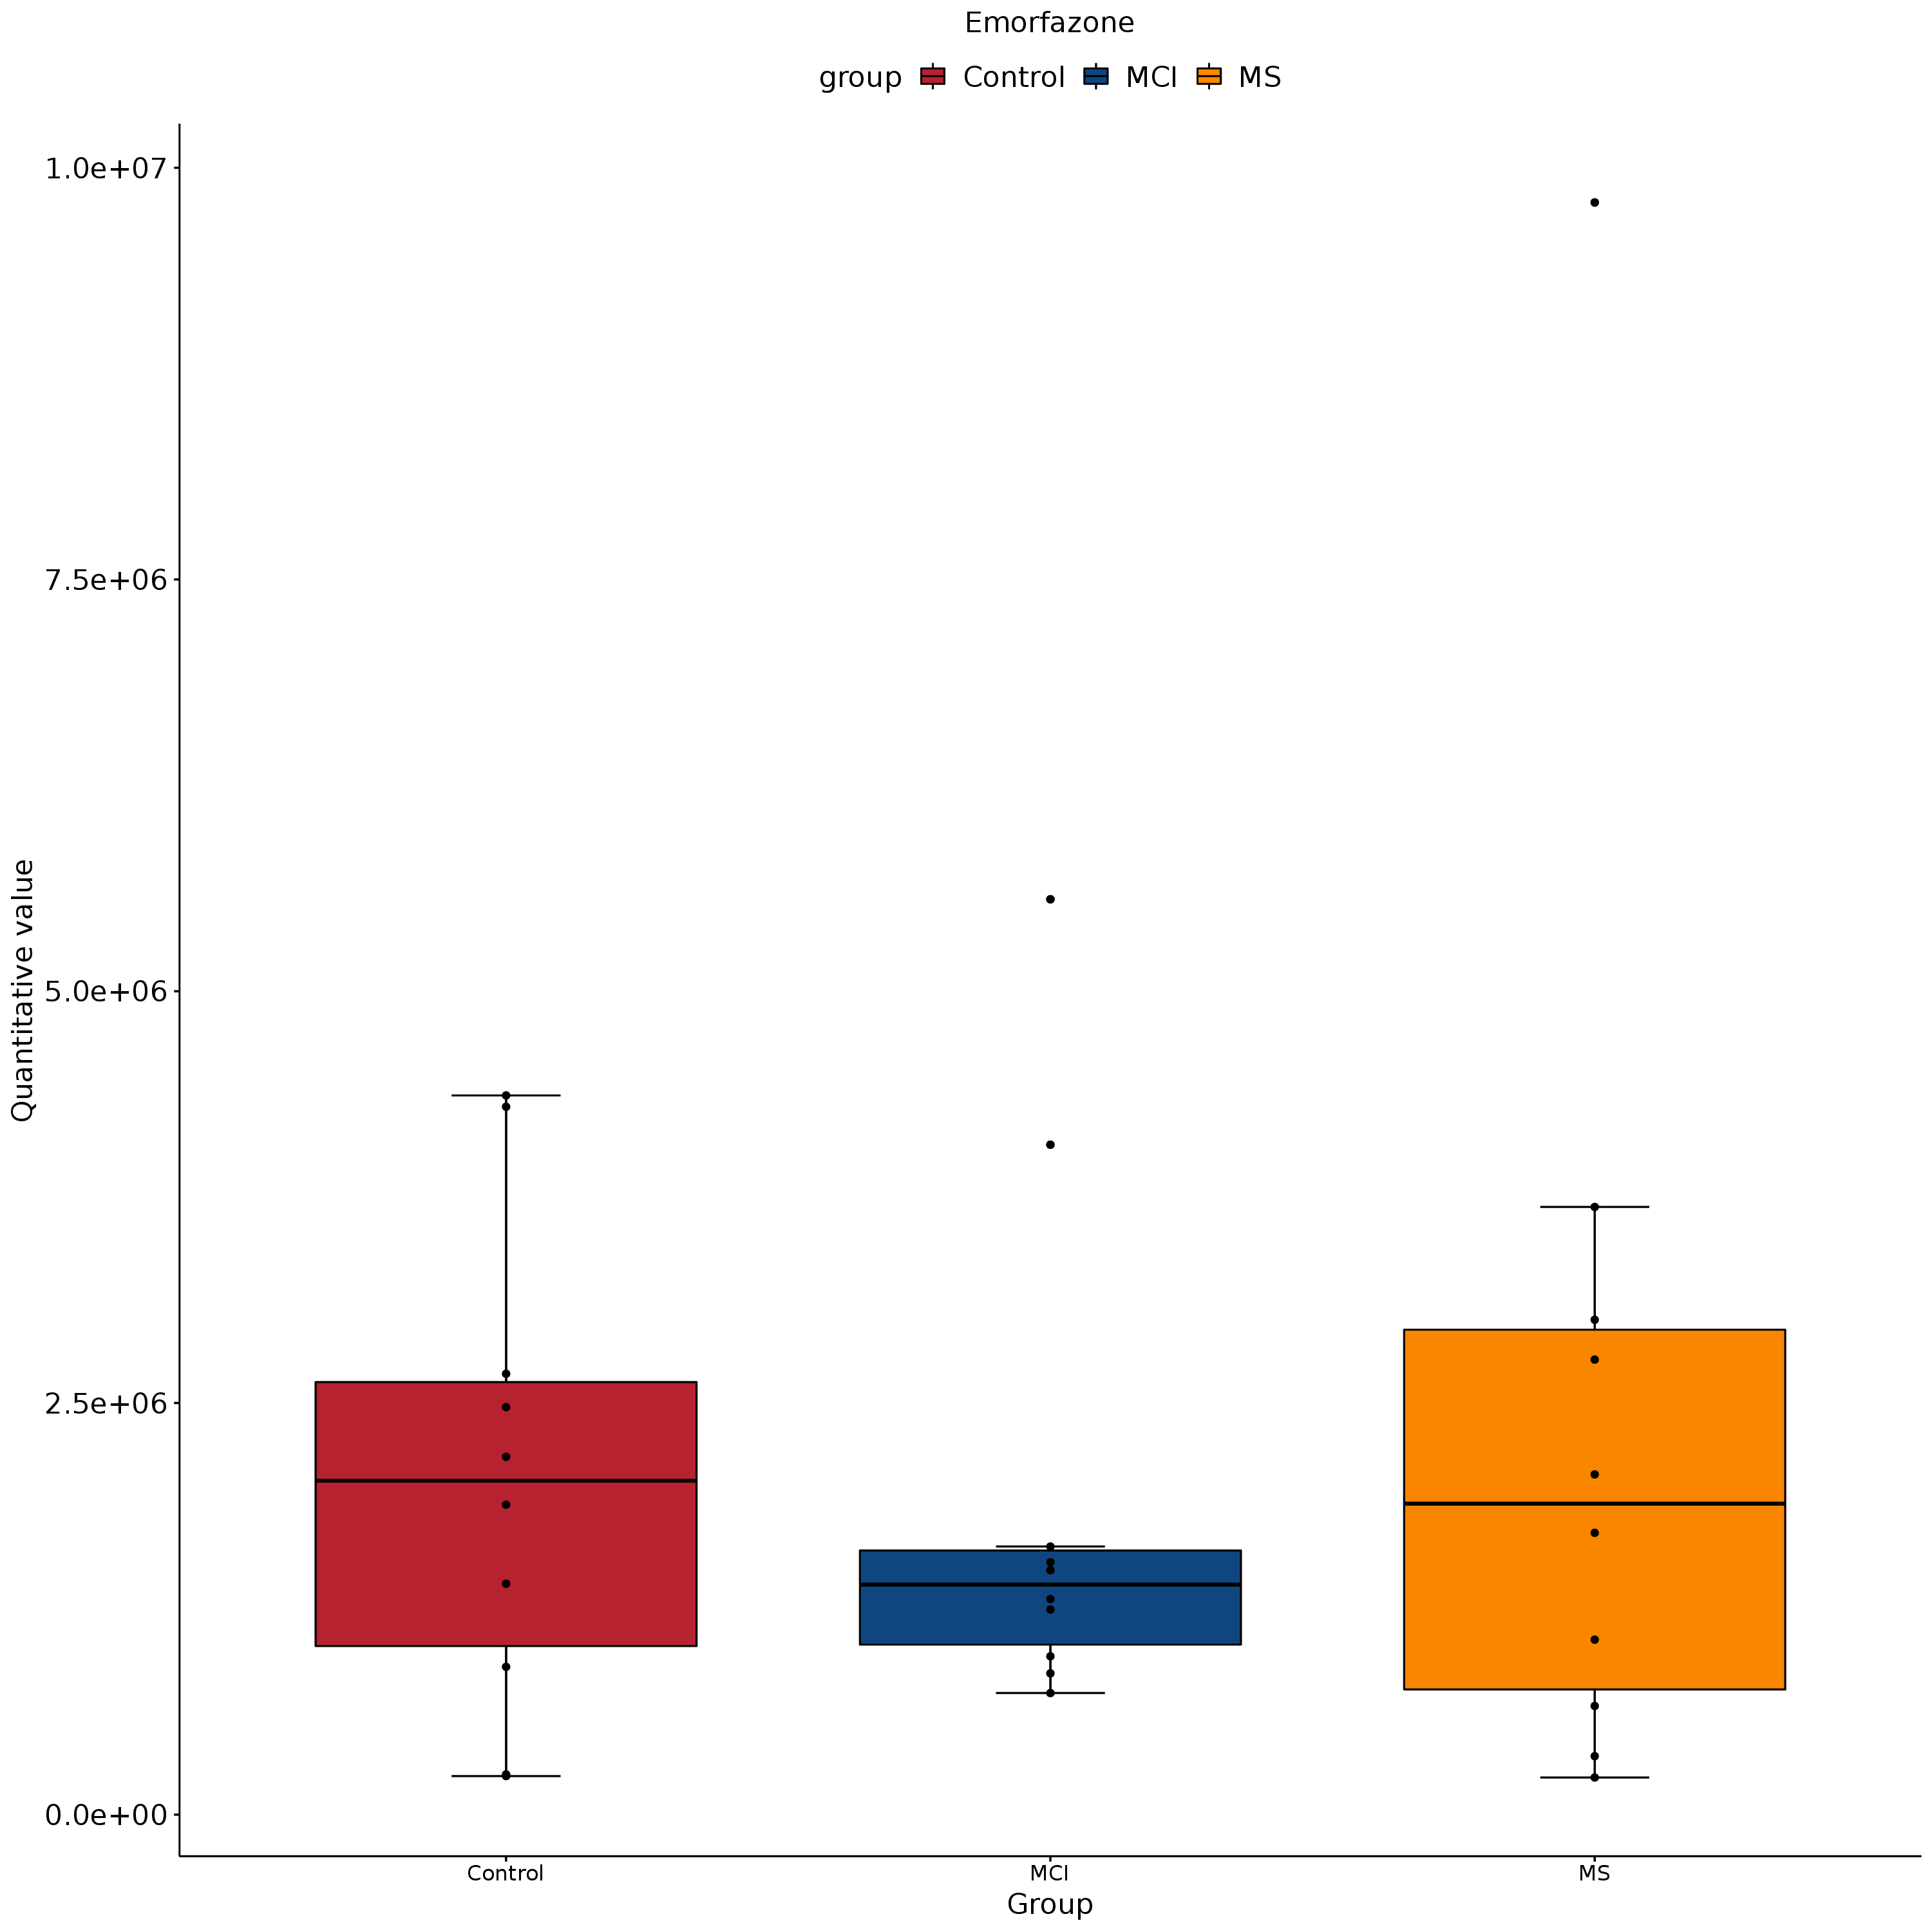 Emorfazone
group Control MCI MS
1.0e+07
7.5e+06
5.0e+06
2.5e+06
0.0e+00
Quantitative value
Control MCI MS
Group